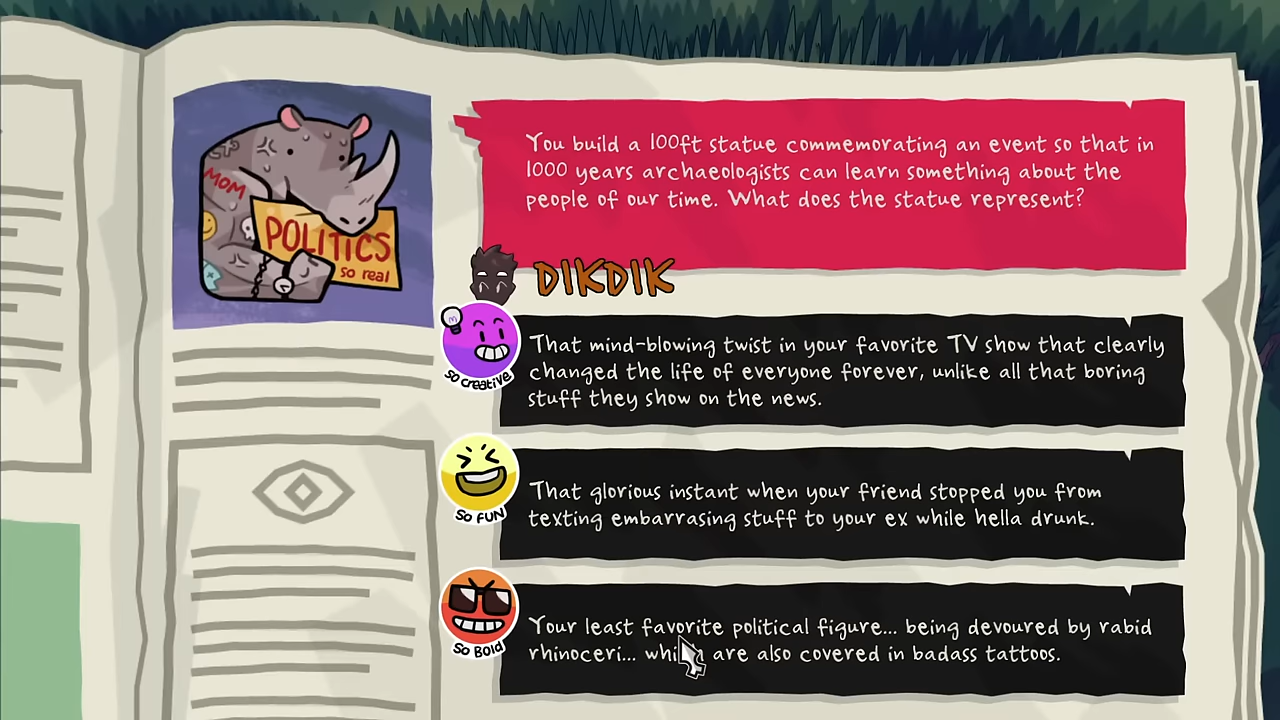 You build a 100ft statue commemorating an event so that in
1000 years archaeologists can learn something about the
people of our time. What does the statue represent?
MOM
POLITICS
so real
DIKDIK
That mind-blowing twist in your favorite TV show that clearly
changed the life of everyone forever, unlike all that boring
stuff they show on the news.
so creative
That glorious instant when your friend stopped you from
texting embarrasing stuff to your ex while hella drunk.
so FUN
Your least favorite political figure... being devoured by rabid
rhinoceri... are also covered in badass tattoos.
so Bold